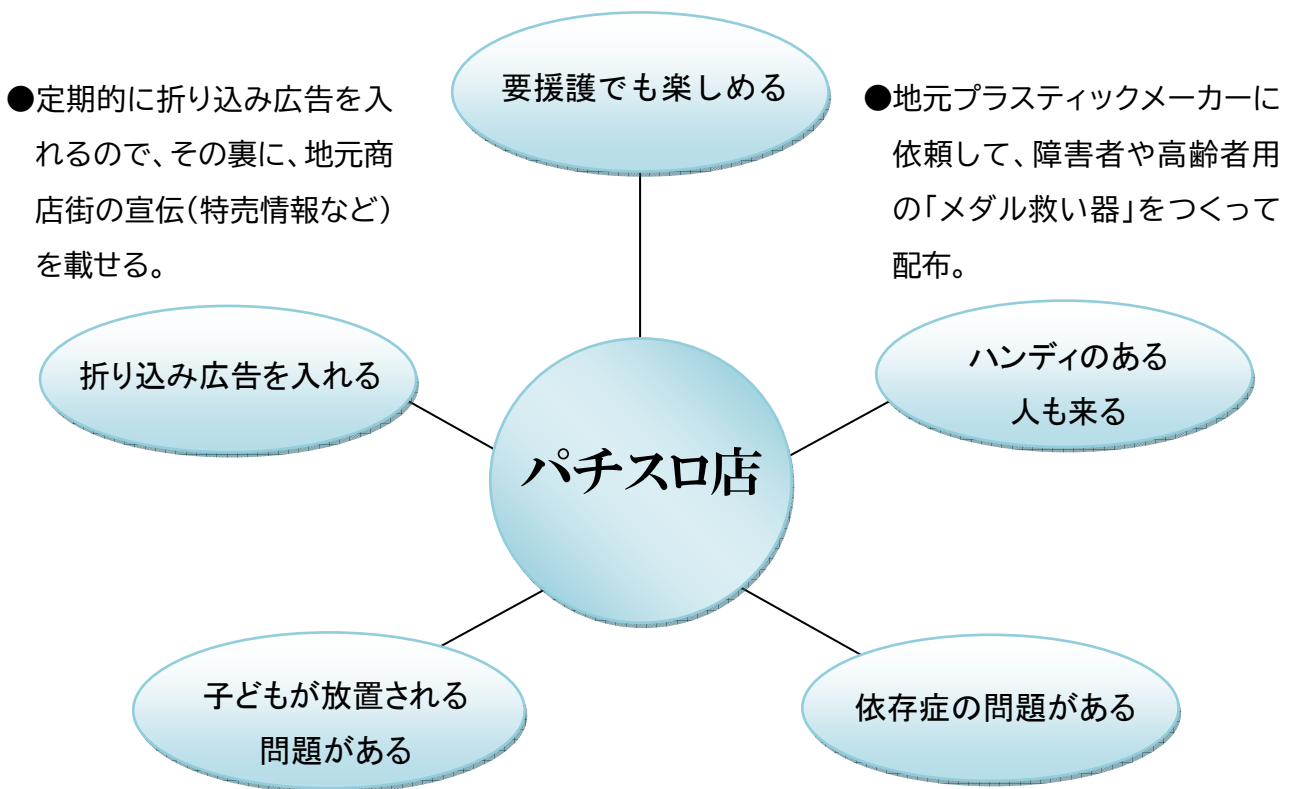 要援護でも楽しめる
●定期的に折り込み広告を入
れるので、その裏に、地元商
店街の宣伝(特売情報など)
を載せる。
●地元プラスティックメーカーに
依頼して、障害者や高齢者用
の「メダル救い器」をつくって
配布。
折り込み広告を入れる
ハンディのある
人も来る
パチスロ店
子どもが放置される
問題がある
依存症の問題がある